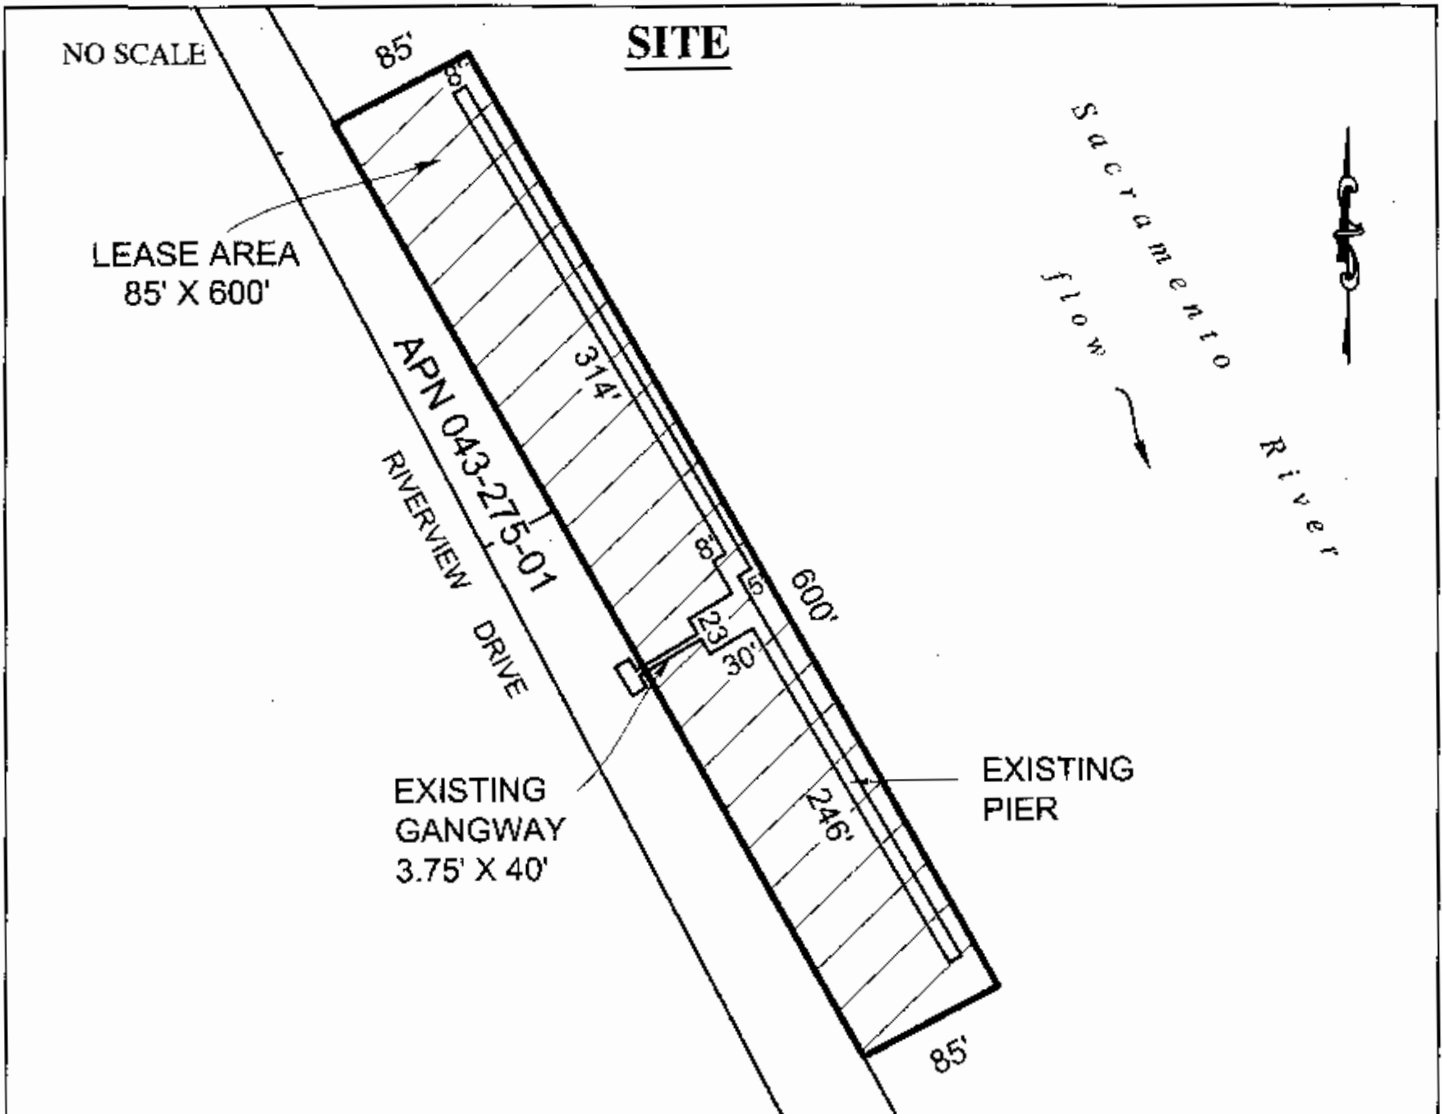 NO SCALE
SITE
85'
8'
LEASE AREA
85' X 600'
Sacramento River
flow
314'
APN 043-275-01
RIVERVIEW DRIVE
8'
5'
600'
23
30'
EXISTING
GANGWAY
3.75' X 40'
EXISTING
PIER
246'
85'